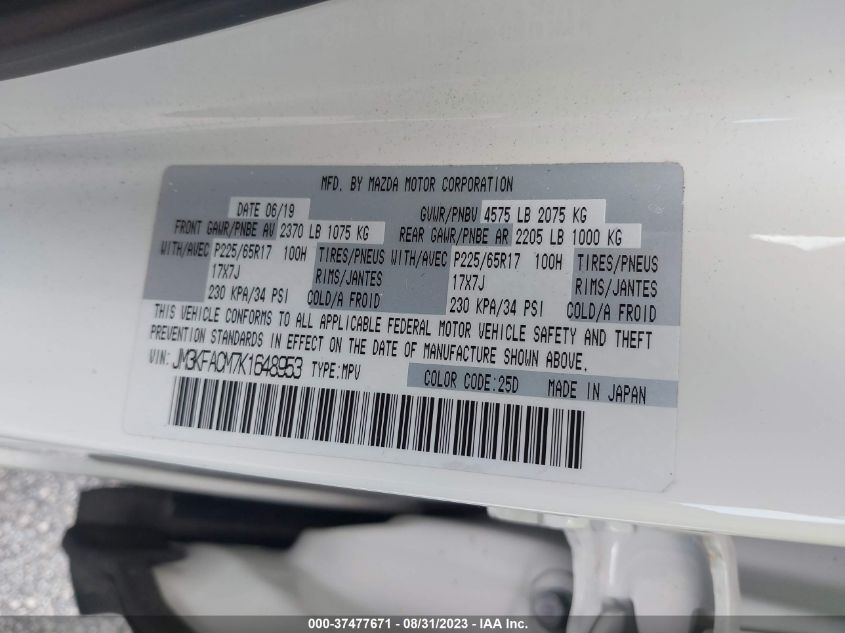 MFD. BY MAZDA MOTOR CORPORATION
DATE 06/19 GVWR/PNBV 4575 LB 2075 KG
FRONT GAWR/PNBE AV 2370 LB 1075 KG REAR GAWR/PNBE AR 2205 LB 1000 KG
WITH/AVEC P225/65R17 100H TIRES/PNEUS WITH/AVEC P225/65R17 100H TIRES/PNEUS
17X7J RIMS/JANTES 17X7J RIMS/JANTES
230 KPA/34 PSI COLD/A FROID 230 KPA/34 PSI COLD/A FROID
THIS VEHICLE CONFORMS TO ALL APPLICABLE FEDERAL MOTOR VEHICLE SAFETY AND THEFT
PREVENTION STANDARDS IN EFFECT ON THE DATE OF MANUFACTURE SHOWN ABOVE.
VIN: JM3KFACM7K1648953 TYPE:MPV COLOR CODE:25D MADE IN JAPAN
000-37477671 - 08/31/2023 - IAA Inc.